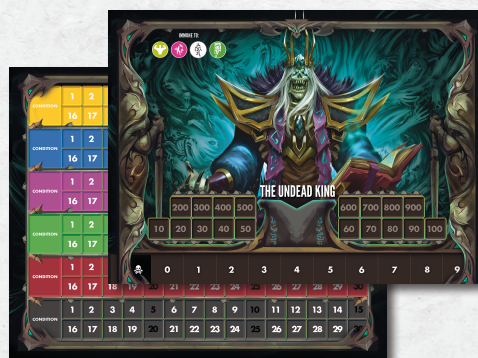 IMMUNE TO:
THE UNDEAD KING
200 300 400 500 600 700 800 900
10 20 30 40 50 60 70 80 90 100
0 1 2 3 4 5 6 7 8 9
1 2
CONDITION
16 17
1 2
CONDITION
16 17
1 2
CONDITION
16 17
1 2
CONDITION
16 17
1 2
CONDITION
16 17 18 19 20 21 22 23 24 25 26 27 28 29 30
1 2 3 4 5 6 7 8 9 10 11 12 13 14 15
CONDITION
16 17 18 19 20 21 22 23 24 25 26 27 28 29 30